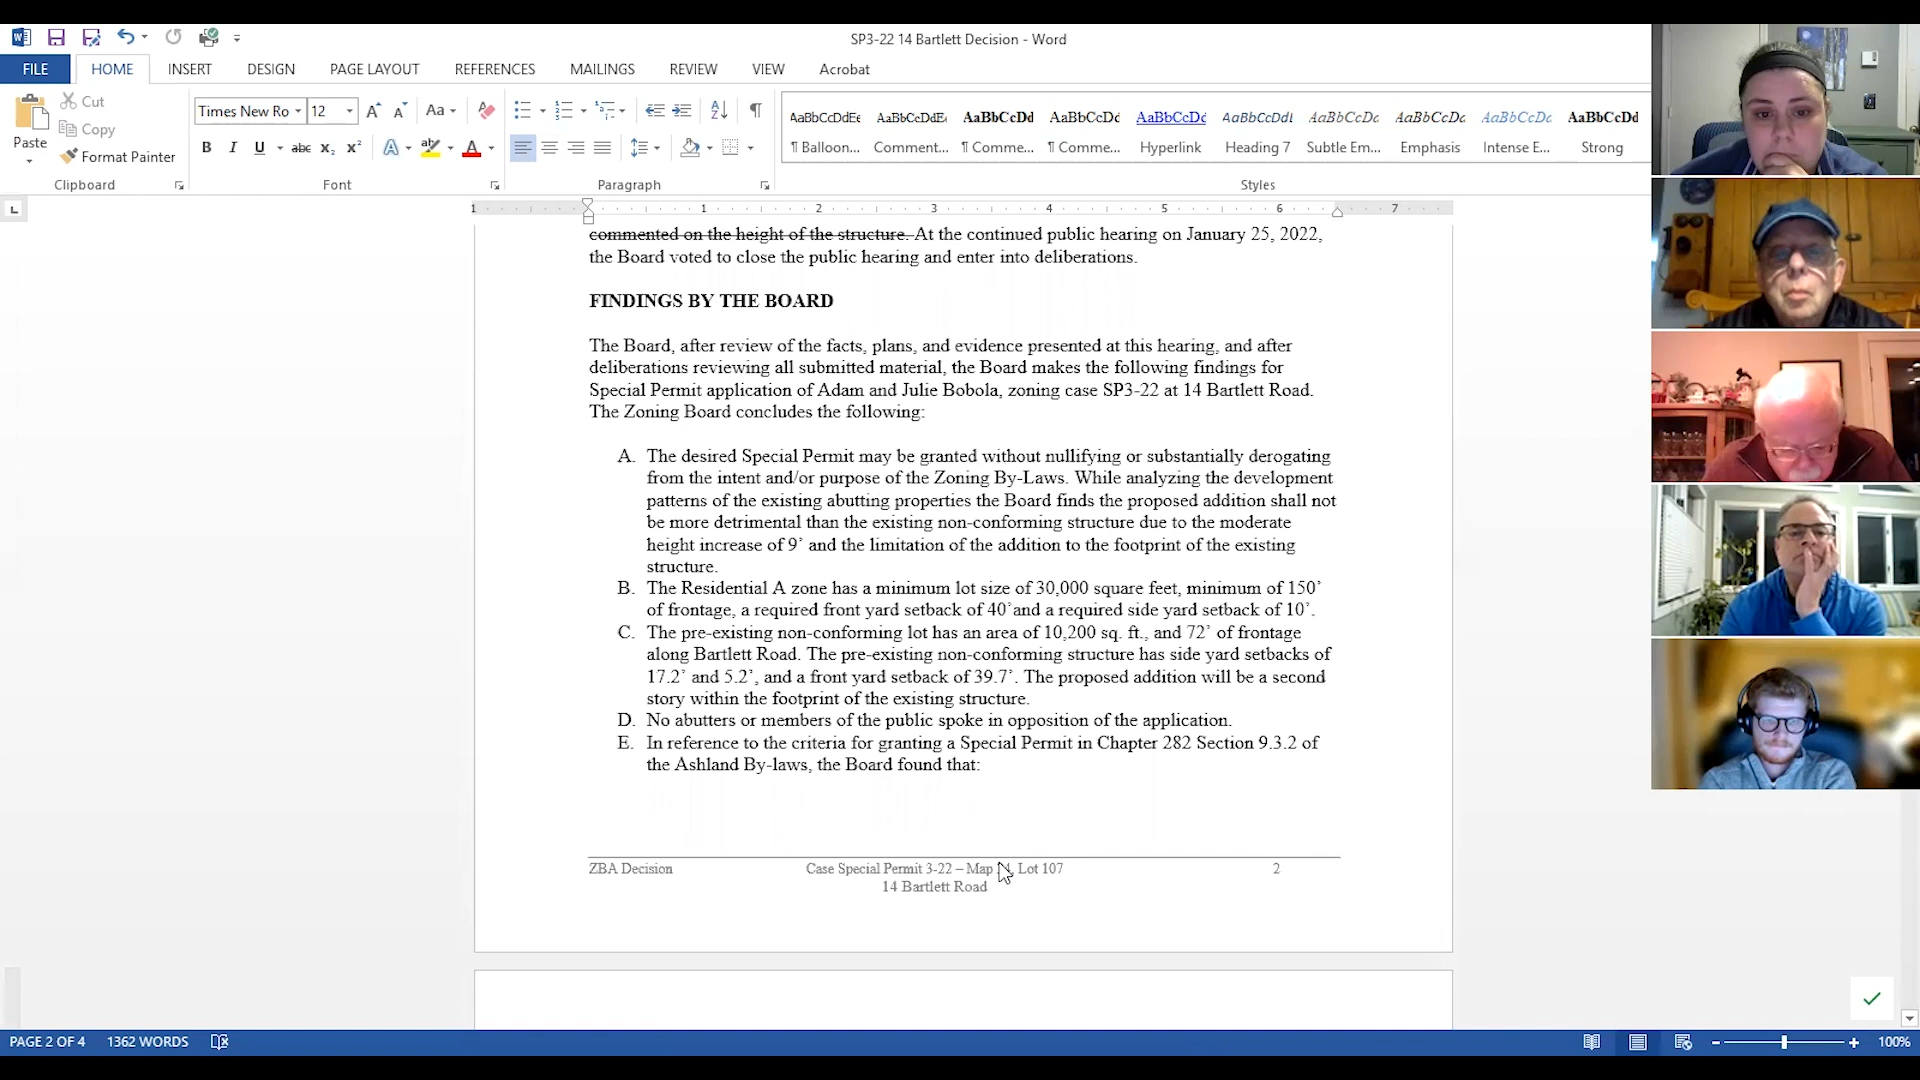 SP3-22 14 Bartlett Decision - Word
FILE HOME INSERT DESIGN PAGE LAYOUT REFERENCES MAILINGS REVIEW VIEW Acrobat
Paste
Cut
Copy
Format Painter
Clipboard
Times New Ro 12
Font
Paragraph
AaBbCcDdEe AaBbCcDdE AaBbCcDd AaBbCcDd AaBbCcDd AaBbCcDdI AaBbCcDd AaBbCcDd AaBbCcDd AaBbCcDd
¶ Balloon... Comment... ¶ Comme... ¶ Comme... Hyperlink Heading 7 Subtle Em... Emphasis Intense E... Strong
Styles
1 1 2 3 4 5 6 7
commented on the height of the structure. At the continued public hearing on January 25, 2022,
the Board voted to close the public hearing and enter into deliberations.
FINDINGS BY THE BOARD
The Board, after review of the facts, plans, and evidence presented at this hearing, and after
deliberations reviewing all submitted material, the Board makes the following findings for
Special Permit application of Adam and Julie Bobola, zoning case SP3-22 at 14 Bartlett Road.
The Zoning Board concludes the following:
A. The desired Special Permit may be granted without nullifying or substantially derogating
from the intent and/or purpose of the Zoning By-Laws. While analyzing the development
patterns of the existing abutting properties the Board finds the proposed addition shall not
be more detrimental than the existing non-conforming structure due to the moderate
height increase of 9' and the limitation of the addition to the footprint of the existing
structure.
B. The Residential A zone has a minimum lot size of 30,000 square feet, minimum of 150'
of frontage, a required front yard setback of 40'and a required side yard setback of 10'.
C. The pre-existing non-conforming lot has an area of 10,200 sq. ft., and 72' of frontage
along Bartlett Road. The pre-existing non-conforming structure has side yard setbacks of
17.2' and 5.2', and a front yard setback of 39.7'. The proposed addition will be a second
story within the footprint of the existing structure.
D. No abutters or members of the public spoke in opposition of the application.
E. In reference to the criteria for granting a Special Permit in Chapter 282 Section 9.3.2 of
the Ashland By-laws, the Board found that:
ZBA Decision Case Special Permit 3-22 – Map , Lot 107 2
14 Bartlett Road
PAGE 2 OF 4 1362 WORDS 100%